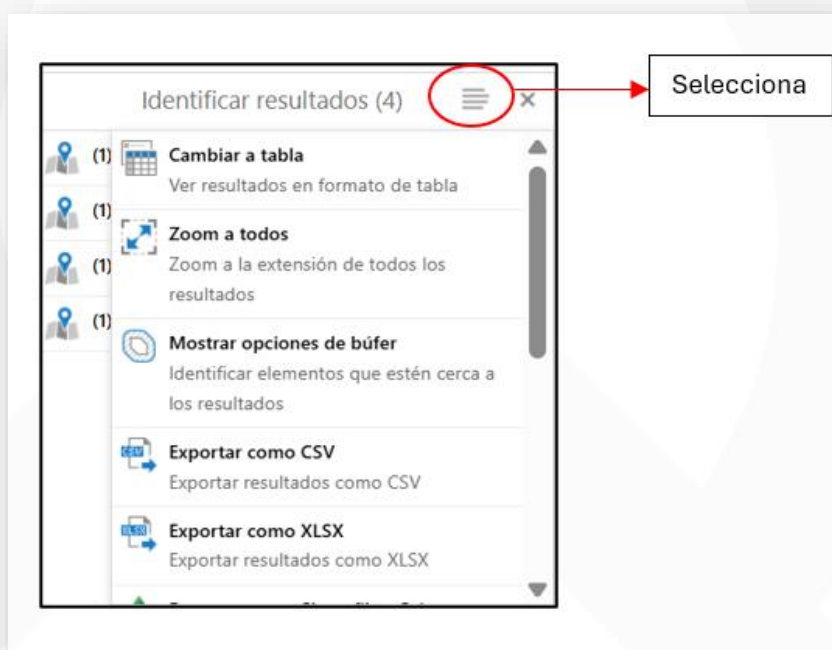 Identificar resultados (4)
Selecciona
(1)
(1)
(1)
(1)
Cambiar a tabla
Ver resultados en formato de tabla
Zoom a todos
Zoom a la extensión de todos los
resultados
Mostrar opciones de búfer
Identificar elementos que estén cerca a
los resultados
CSV
Exportar como CSV
Exportar resultados como CSV
XLSX
Exportar como XLSX
Exportar resultados como XLSX